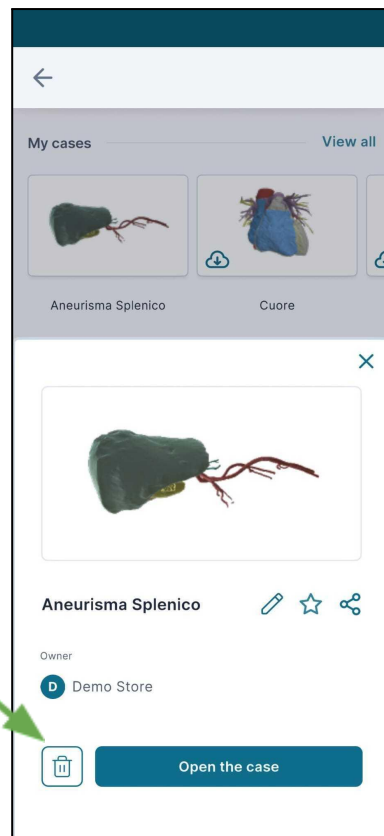 My cases
View all
Aneurisma Splenico
Cuore
Aneurisma Splenico
Owner
D Demo Store
Open the case